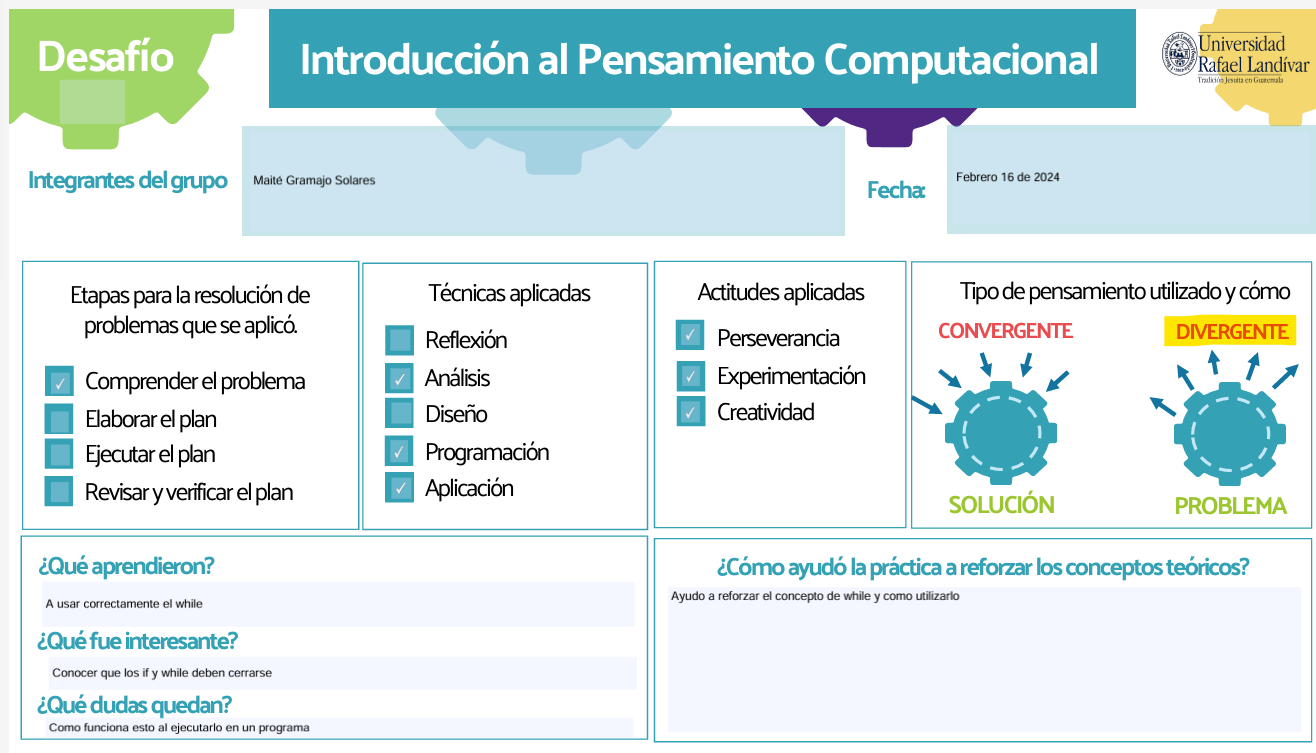 Desafío
Introducción al Pensamiento Computacional
Universidad
Rafael Landívar
Tradición Jesuita en Guatemala
Integrantes del grupo
Maité Gramajo Solares
Fecha:
Febrero 16 de 2024
Etapas para la resolución de
problemas que se aplicó.
✓ Comprender el problema
Elaborar el plan
Ejecutar el plan
Revisar y verificar el plan
Técnicas aplicadas
Reflexión
✓ Análisis
Diseño
✓ Programación
✓ Aplicación
Actitudes aplicadas
✓ Perseverancia
✓ Experimentación
✓ Creatividad
Tipo de pensamiento utilizado y cómo
CONVERGENTE
DIVERGENTE
SOLUCIÓN
PROBLEMA
¿Qué aprendieron?
A usar correctamente el while
¿Qué fue interesante?
Conocer que los if y while deben cerrarse
¿Qué dudas quedan?
Como funciona esto al ejecutarlo en un programa
¿Cómo ayudó la práctica a reforzar los conceptos teóricos?
Ayudo a reforzar el concepto de while y como utilizarlo